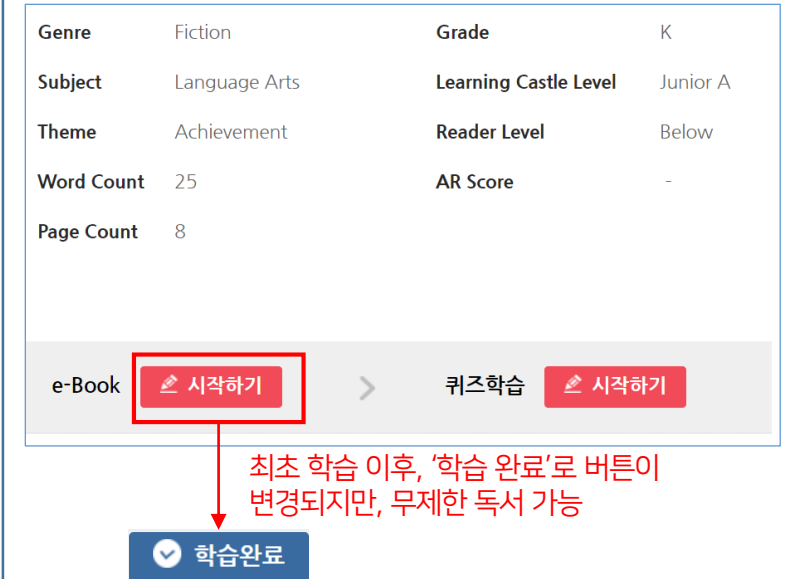 Genre Fiction Grade K
Subject Language Arts Learning Castle Level Junior A
Theme Achievement Reader Level Below
Word Count 25 AR Score -
Page Count 8
e-Book 시작하기 > 퀴즈학습 시작하기
최초 학습 이후, ‘학습 완료’로 버튼이
변경되지만, 무제한 독서 가능
학습완료